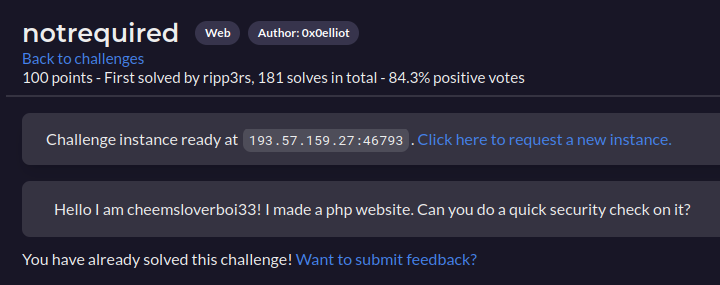 notrequired Web Author: 0x0elliot
Back to challenges
100 points - First solved by ripp3rs, 181 solves in total - 84.3% positive votes
Challenge instance ready at 193.57.159.27:46793. Click here to request a new instance.
Hello I am cheemsloverboi33! I made a php website. Can you do a quick security check on it?
You have already solved this challenge! Want to submit feedback?